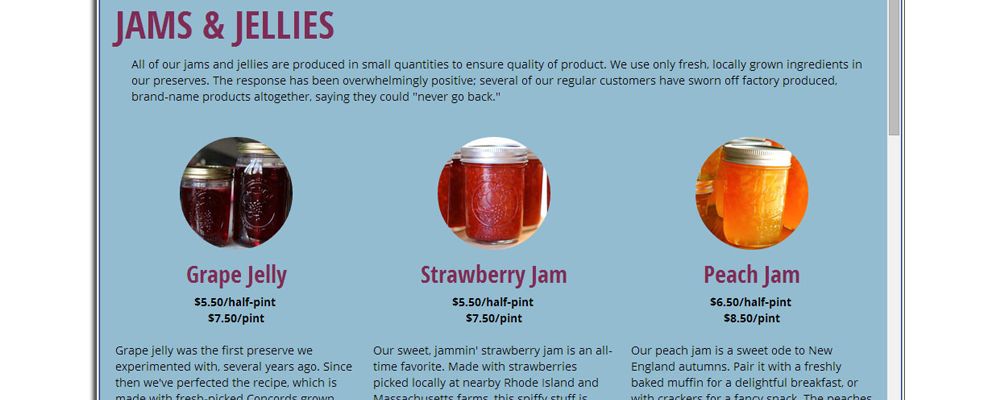 JAMS & JELLIES
All of our jams and jellies are produced in small quantities to ensure quality of product. We use only fresh, locally grown ingredients in
our preserves. The response has been overwhelmingly positive; several of our regular customers have sworn off factory produced,
brand-name products altogether, saying they could "never go back."
Grape Jelly
$5.50/half-pint
$7.50/pint
Grape jelly was the first preserve we
experimented with, several years ago. Since
then we've perfected the recipe, which is
made with fresh-picked Concords grown
Strawberry Jam
$5.50/half-pint
$7.50/pint
Our sweet, jammin' strawberry jam is an all-
time favorite. Made with strawberries
picked locally at nearby Rhode Island and
Massachusetts farms, this spiffy stuff is
Peach Jam
$6.50/half-pint
$8.50/pint
Our peach jam is a sweet ode to New
England autumns. Pair it with a freshly
baked muffin for a delightful breakfast, or
with crackers for a fancy snack. The peaches